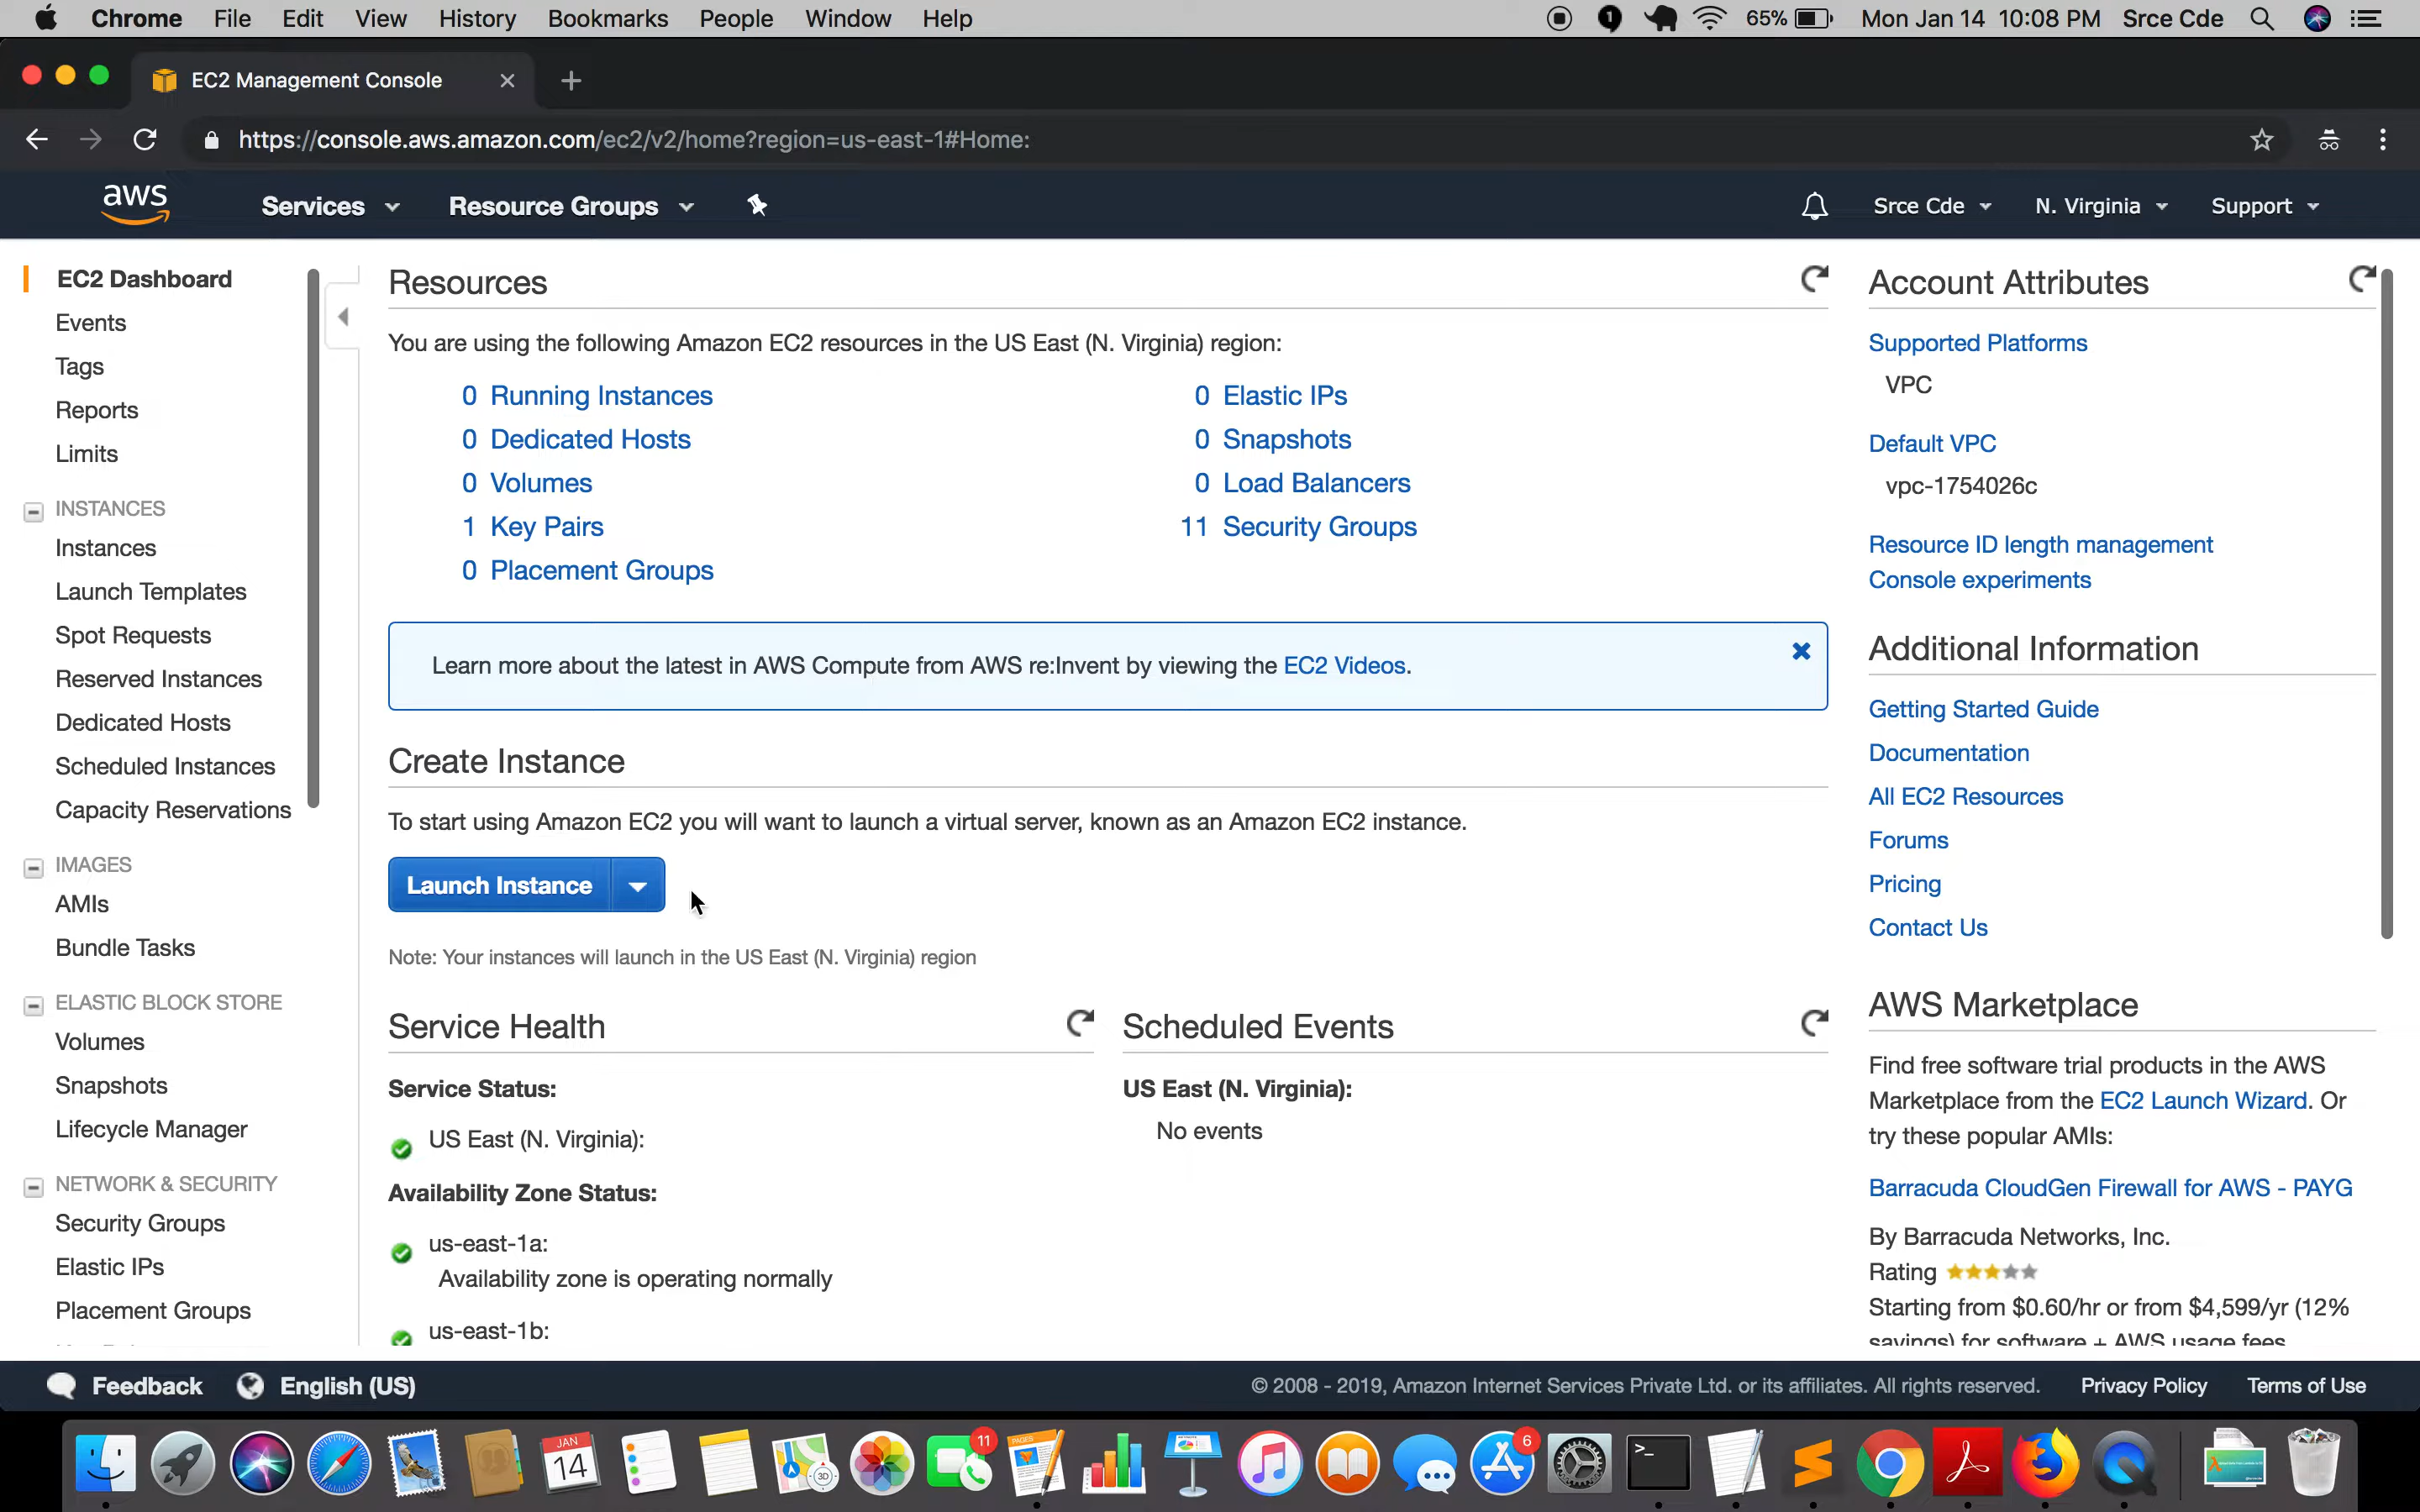 Chrome File Edit View History Bookmarks People Window Help
65% Mon Jan 14 10:08 PM Srce Cde
EC2 Management Console
https://console.aws.amazon.com/ec2/v2/home?region=us-east-1#Home:
aws Services Resource Groups Srce Cde N. Virginia Support
EC2 Dashboard
Events
Tags
Reports
Limits
INSTANCES
Instances
Launch Templates
Spot Requests
Reserved Instances
Dedicated Hosts
Scheduled Instances
Capacity Reservations
IMAGES
AMIs
Bundle Tasks
ELASTIC BLOCK STORE
Volumes
Snapshots
Lifecycle Manager
NETWORK & SECURITY
Security Groups
Elastic IPs
Placement Groups
Resources
You are using the following Amazon EC2 resources in the US East (N. Virginia) region:
0 Running Instances
0 Dedicated Hosts
0 Volumes
1 Key Pairs
0 Placement Groups
0 Elastic IPs
0 Snapshots
0 Load Balancers
11 Security Groups
Learn more about the latest in AWS Compute from AWS re:Invent by viewing the EC2 Videos.
Create Instance
To start using Amazon EC2 you will want to launch a virtual server, known as an Amazon EC2 instance.
Launch Instance
Note: Your instances will launch in the US East (N. Virginia) region
Service Health
Service Status:
US East (N. Virginia):
Availability Zone Status:
us-east-1a:
Availability zone is operating normally
us-east-1b:
Scheduled Events
US East (N. Virginia):
No events
Account Attributes
Supported Platforms
VPC
Default VPC
vpc-1754026c
Resource ID length management
Console experiments
Additional Information
Getting Started Guide
Documentation
All EC2 Resources
Forums
Pricing
Contact Us
AWS Marketplace
Find free software trial products in the AWS
Marketplace from the EC2 Launch Wizard. Or
try these popular AMIs:
Barracuda CloudGen Firewall for AWS - PAYG
By Barracuda Networks, Inc.
Rating
Starting from $0.60/hr or from $4,599/yr (12%
savings) for software + AWS usage fees
Feedback English (US) © 2008 - 2019, Amazon Internet Services Private Ltd. or its affiliates. All rights reserved. Privacy Policy Terms of Use
JAN
14
3D
11
PAGES
6